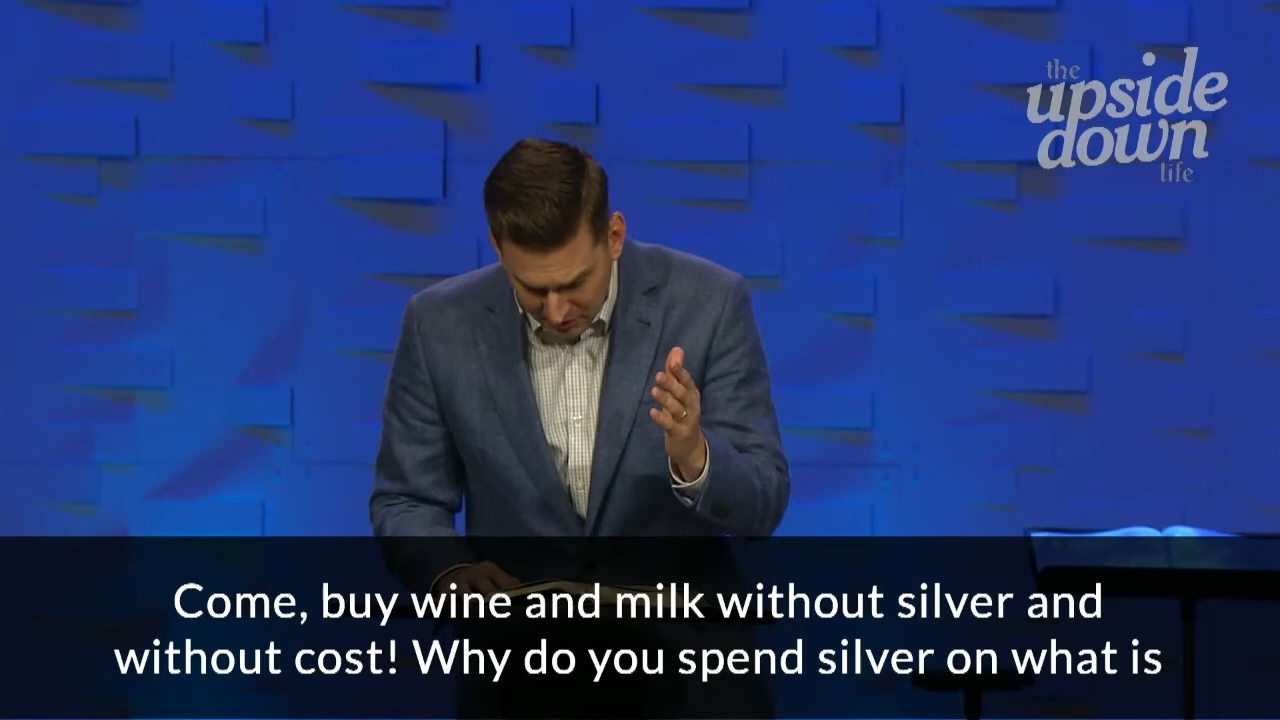 the
upside
down
life
Come, buy wine and milk without silver and
without cost! Why do you spend silver on what is